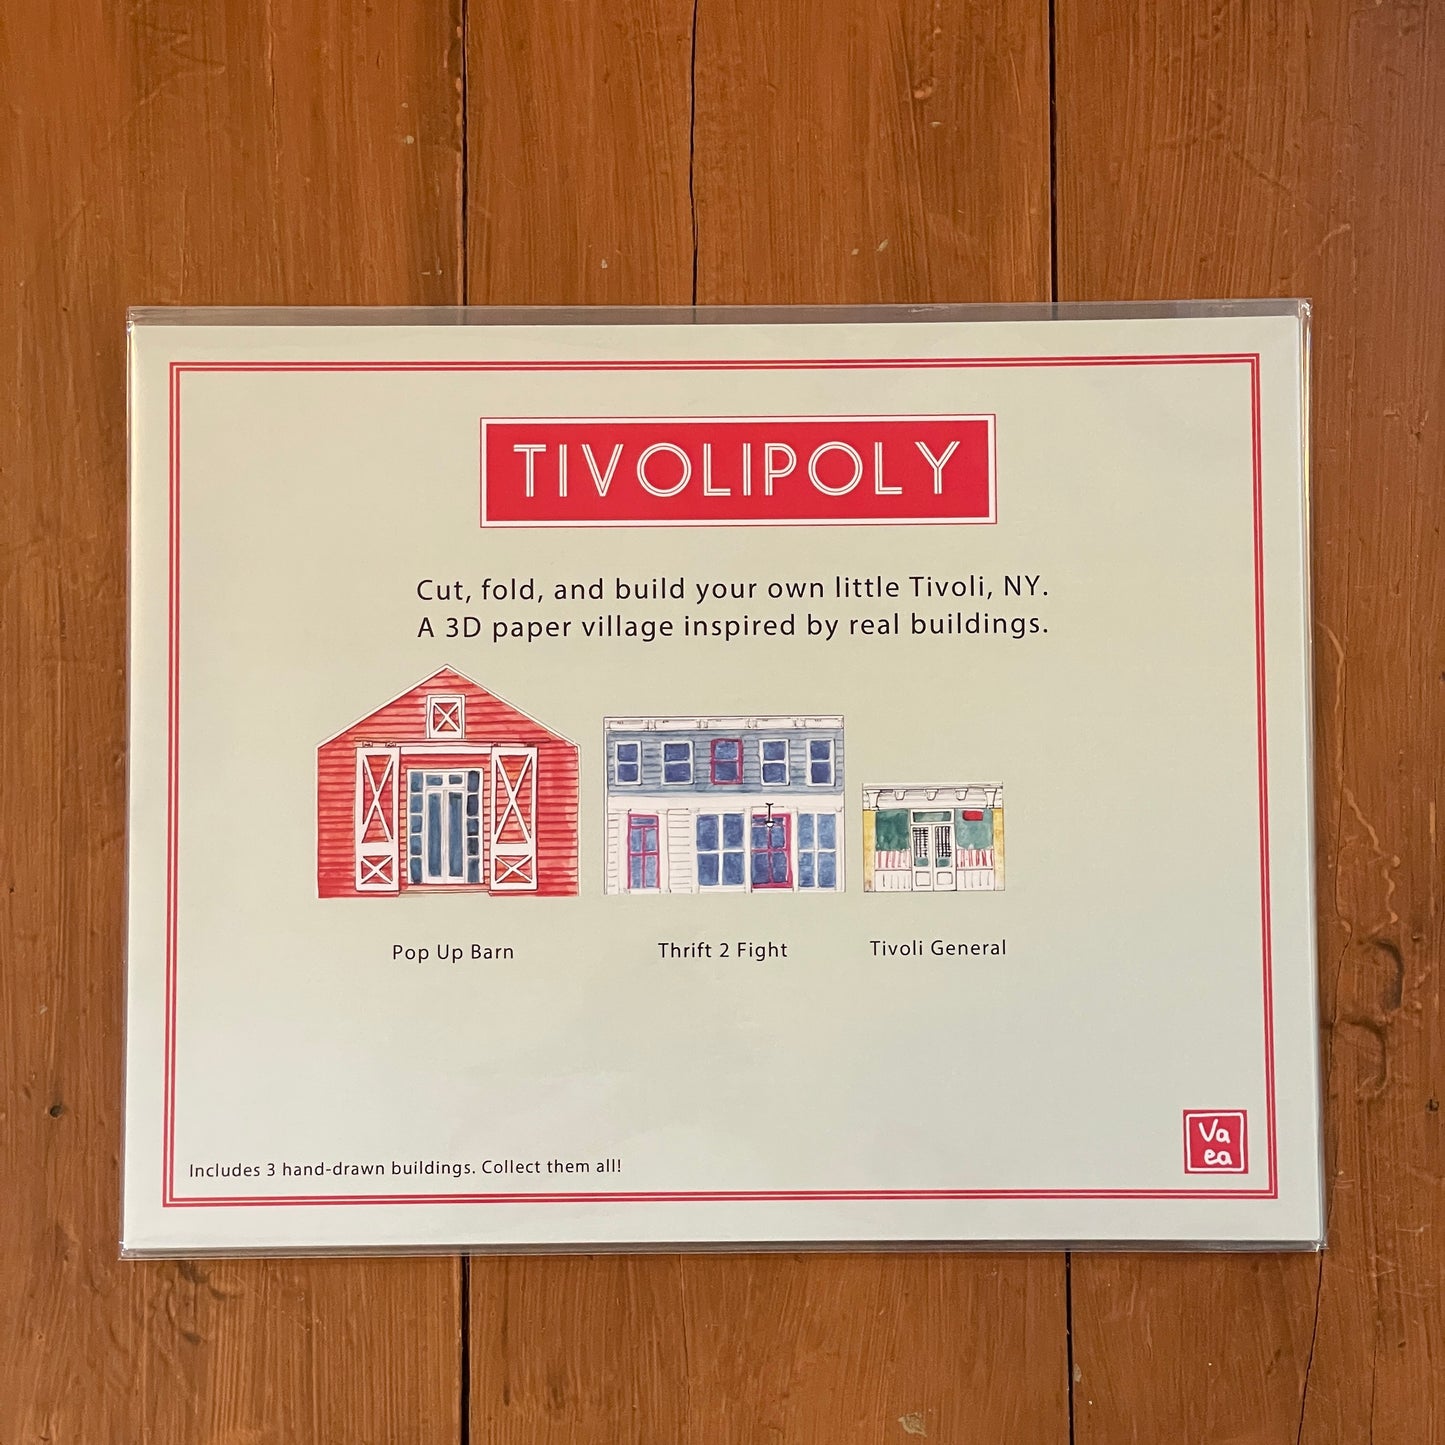 TIVOLIPOLY
Cut, fold, and build your own little Tivoli, NY.
A 3D paper village inspired by real buildings.
Pop Up Barn
Thrift 2 Fight
Tivoli General
Includes 3 hand-drawn buildings. Collect them all!
Va
ea